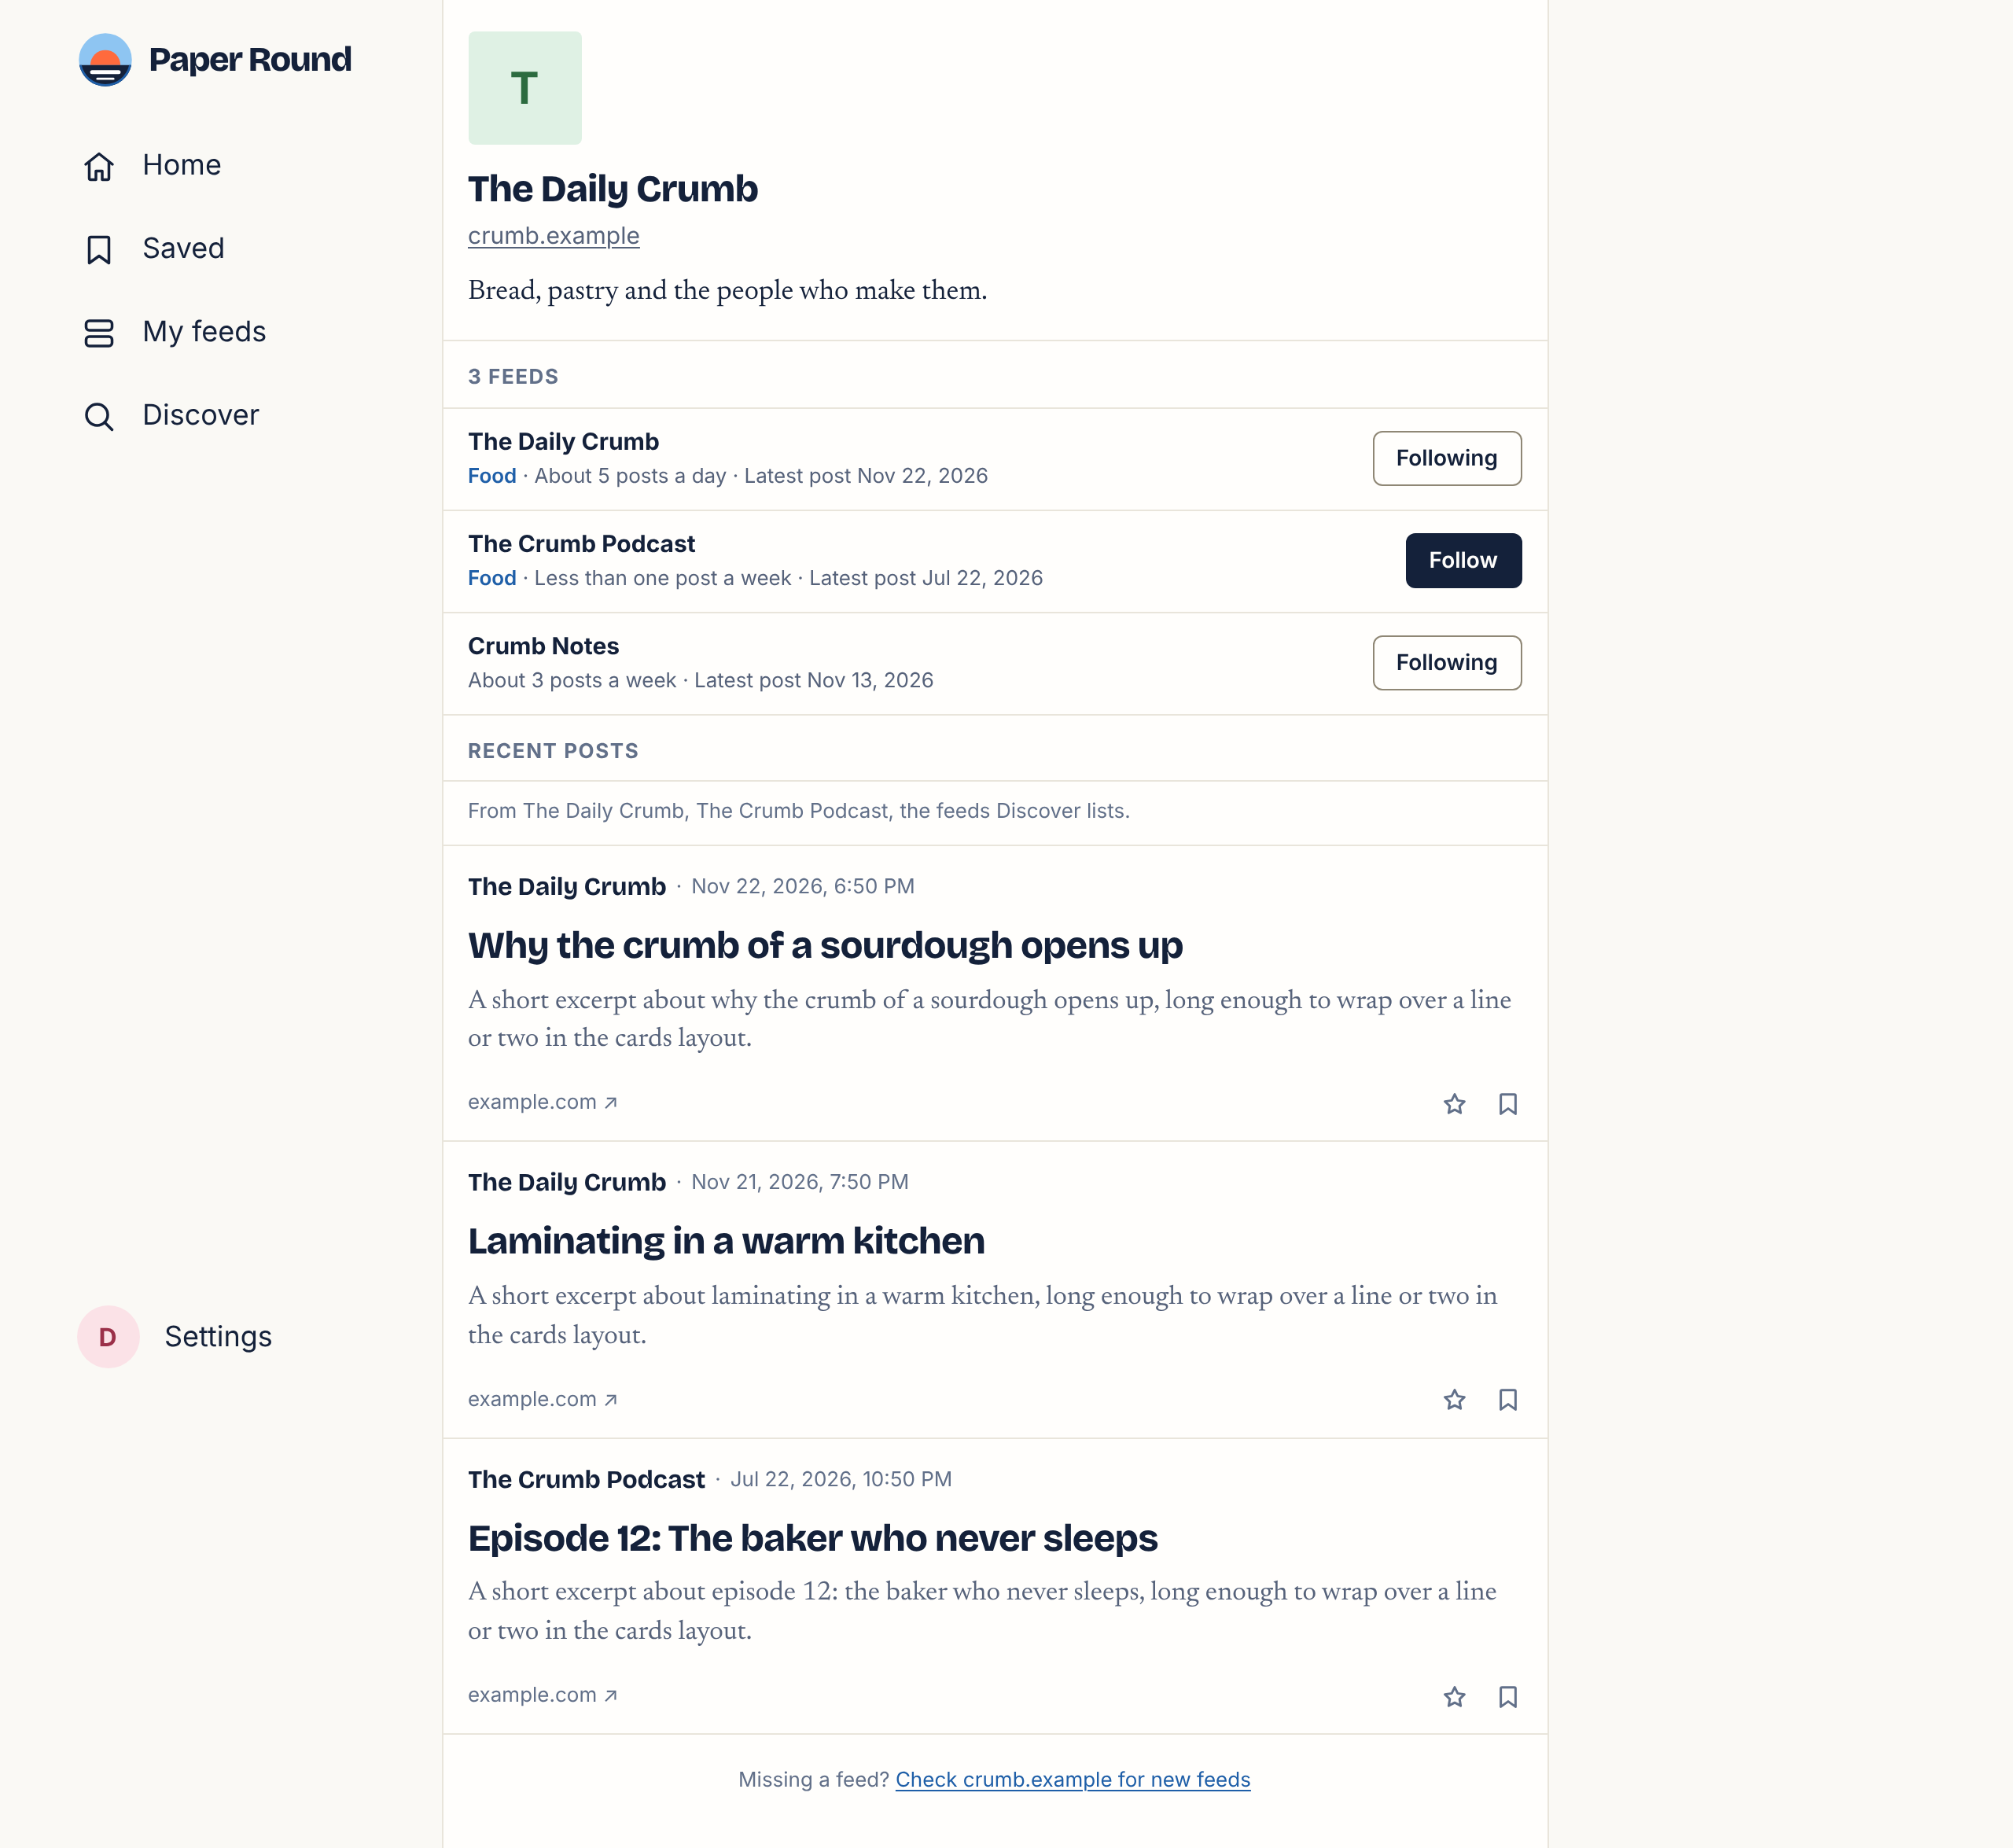 Paper Round
Home
Saved
My feeds
Discover
D
Settings
T
The Daily Crumb
crumb.example
Bread, pastry and the people who make them.
3 FEEDS
The Daily Crumb
Food · About 5 posts a day · Latest post Nov 22, 2026
Following
The Crumb Podcast
Food · Less than one post a week · Latest post Jul 22, 2026
Follow
Crumb Notes
About 3 posts a week · Latest post Nov 13, 2026
Following
RECENT POSTS
From The Daily Crumb, The Crumb Podcast, the feeds Discover lists.
The Daily Crumb · Nov 22, 2026, 6:50 PM
Why the crumb of a sourdough opens up
A short excerpt about why the crumb of a sourdough opens up, long enough to wrap over a line
or two in the cards layout.
example.com ↗
The Daily Crumb · Nov 21, 2026, 7:50 PM
Laminating in a warm kitchen
A short excerpt about laminating in a warm kitchen, long enough to wrap over a line or two in
the cards layout.
example.com ↗
The Crumb Podcast · Jul 22, 2026, 10:50 PM
Episode 12: The baker who never sleeps
A short excerpt about episode 12: the baker who never sleeps, long enough to wrap over a line
or two in the cards layout.
example.com ↗
Missing a feed? Check crumb.example for new feeds